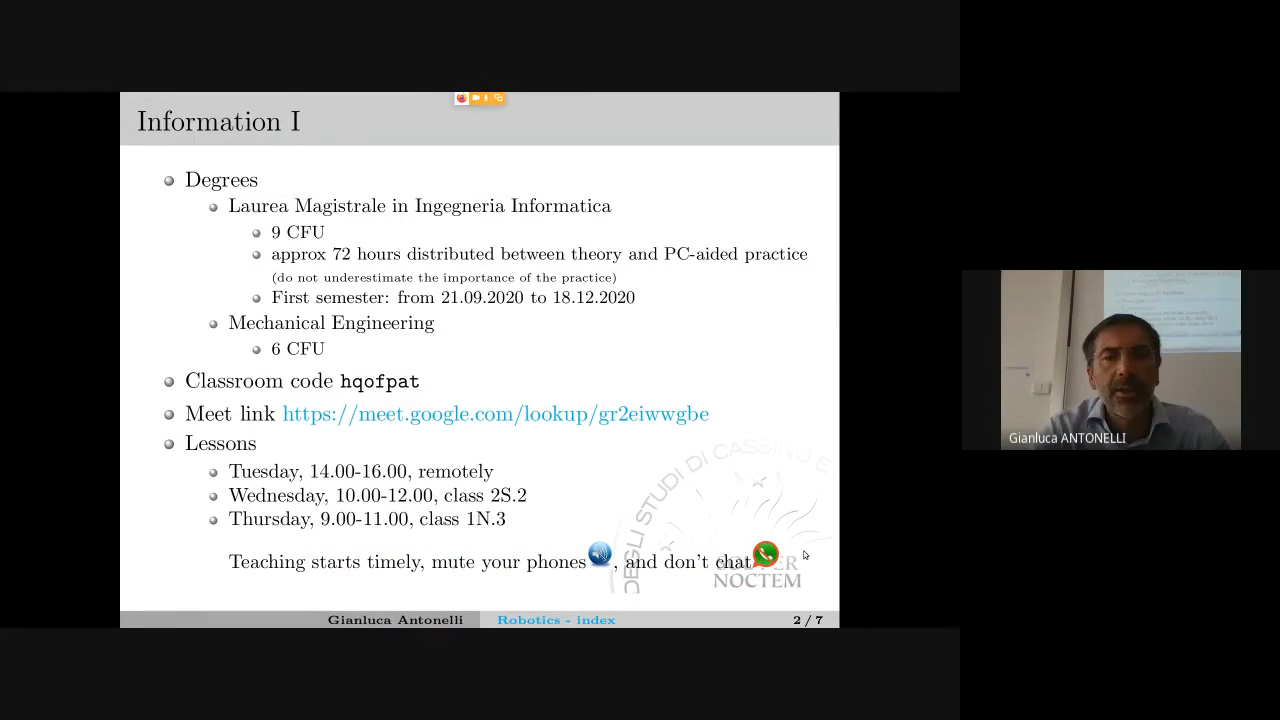 Information I
Degrees
Laurea Magistrale in Ingegneria Informatica
9 CFU
approx 72 hours distributed between theory and PC-aided practice
(do not underestimate the importance of the practice)
First semester: from 21.09.2020 to 18.12.2020
Mechanical Engineering
6 CFU
Classroom code hqofpat
Meet link https://meet.google.com/lookup/gr2eiwwgbe
Lessons
Tuesday, 14.00-16.00, remotely
Wednesday, 10.00-12.00, class 2S.2
Thursday, 9.00-11.00, class 1N.3
Teaching starts timely, mute your phones, and don't chat
DEGLI STUDI DI CASSINO E
NOCTEM
Gianluca Antonelli
Robotics - index
2 / 7
Gianluca ANTONELLI